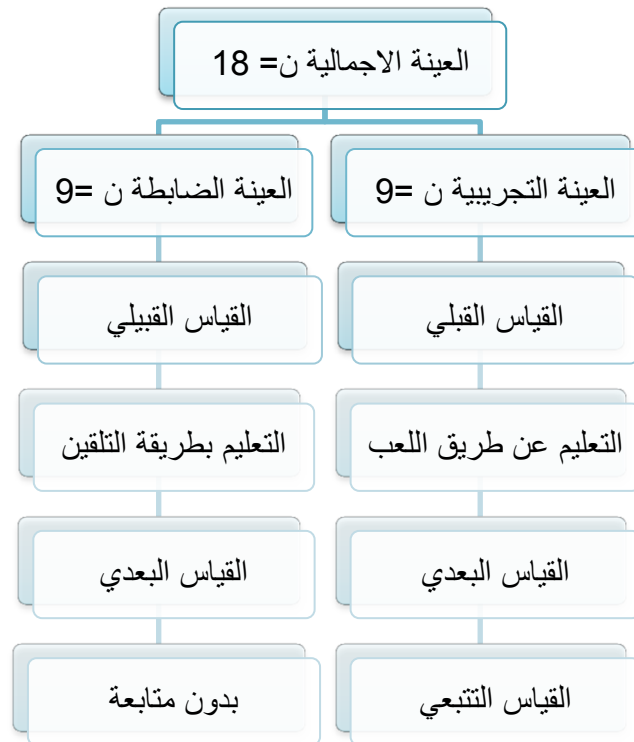 العينة الاجمالية ن= 18
العينة التجريبية ن =9
العينة الضابطة ن =9
القياس القبلي
القياس القبيلي
التعليم عن طريق اللعب
التعليم بطريقة التلقين
القياس البعدي
القياس البعدي
القياس التتبعي
بدون متابعة